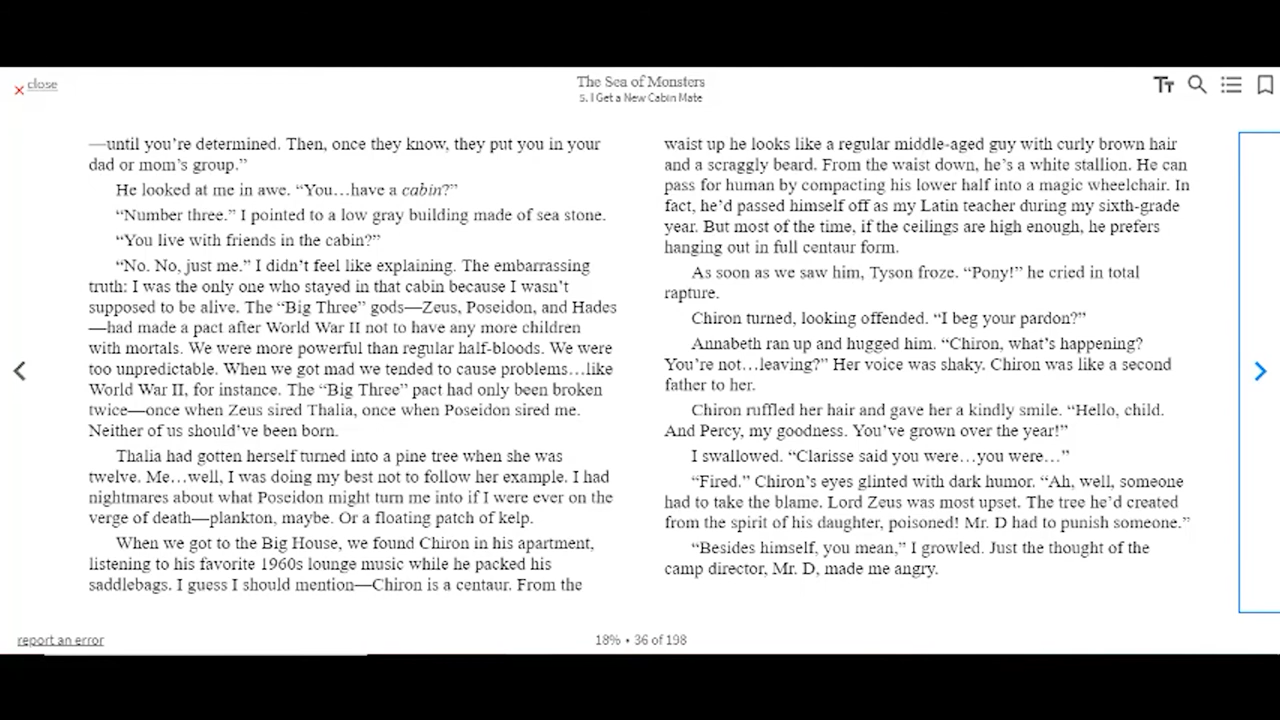 close
The Sea of Monsters
5. I Get a New Cabin Mate
—until you’re determined. Then, once they know, they put you in your
dad or mom’s group.”
He looked at me in awe. “You…have a cabin?”
“Number three.” I pointed to a low gray building made of sea stone.
“You live with friends in the cabin?”
“No. No, just me.” I didn’t feel like explaining. The embarrassing
truth: I was the only one who stayed in that cabin because I wasn’t
supposed to be alive. The “Big Three” gods—Zeus, Poseidon, and Hades
—had made a pact after World War II not to have any more children
with mortals. We were more powerful than regular half-bloods. We were
too unpredictable. When we got mad we tended to cause problems…like
World War II, for instance. The “Big Three” pact had only been broken
twice—once when Zeus sired Thalia, once when Poseidon sired me.
Neither of us should’ve been born.
Thalia had gotten herself turned into a pine tree when she was
twelve. Me…well, I was doing my best not to follow her example. I had
nightmares about what Poseidon might turn me into if I were ever on the
verge of death—plankton, maybe. Or a floating patch of kelp.
When we got to the Big House, we found Chiron in his apartment,
listening to his favorite 1960s lounge music while he packed his
saddlebags. I guess I should mention—Chiron is a centaur. From the
waist up he looks like a regular middle-aged guy with curly brown hair
and a scraggly beard. From the waist down, he’s a white stallion. He can
pass for human by compacting his lower half into a magic wheelchair. In
fact, he’d passed himself off as my Latin teacher during my sixth-grade
year. But most of the time, if the ceilings are high enough, he prefers
hanging out in full centaur form.
As soon as we saw him, Tyson froze. “Pony!” he cried in total
rapture.
Chiron turned, looking offended. “I beg your pardon?”
Annabeth ran up and hugged him. “Chiron, what’s happening?
You’re not…leaving?” Her voice was shaky. Chiron was like a second
father to her.
Chiron ruffled her hair and gave her a kindly smile. “Hello, child.
And Percy, my goodness. You’ve grown over the year!”
I swallowed. “Clarisse said you were…you were…”
“Fired.” Chiron’s eyes glinted with dark humor. “Ah, well, someone
had to take the blame. Lord Zeus was most upset. The tree he’d created
from the spirit of his daughter, poisoned! Mr. D had to punish someone.”
“Besides himself, you mean,” I growled. Just the thought of the
camp director, Mr. D, made me angry.
report an error
18% • 36 of 198